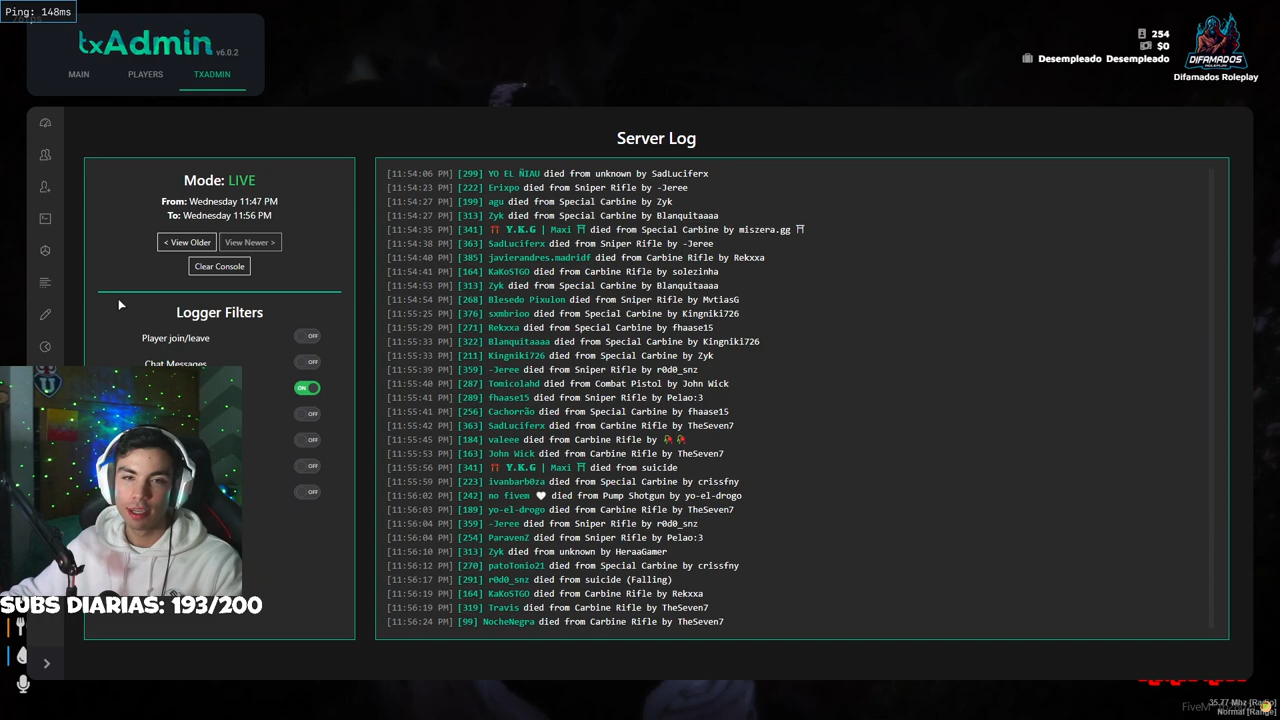 Ping: 148ms
txAdmin v6.0.2
MAIN PLAYERS TXADMIN
254
$0
Desempleado Desempleado
DIFAMADOS
ROLEPLAY
Difamados Roleplay
Server Log
Mode: LIVE
From: Wednesday 11:47 PM
To: Wednesday 11:56 PM
< View Older View Newer >
Clear Console
Logger Filters
Player join/leave OFF
Chat Messages OFF
ON
OFF
OFF
OFF
OFF
[11:54:06 PM] [299] YO EL ÑIAU died from unknown by SadLuciferx
[11:54:23 PM] [222] Erixpo died from Sniper Rifle by -Jeree
[11:54:27 PM] [199] agu died from Special Carbine by Zyk
[11:54:27 PM] [313] Zyk died from Special Carbine by Blanquitaaaa
[11:54:35 PM] [341] ⛩️ Y.K.G | Maxi ⛩ died from Special Carbine by miszera.gg ⛩
[11:54:38 PM] [363] SadLuciferx died from Sniper Rifle by -Jeree
[11:54:40 PM] [385] javierandres.madridf died from Carbine Rifle by Rekxxa
[11:54:41 PM] [164] KaKoSTGO died from Carbine Rifle by solezinha
[11:54:53 PM] [313] Zyk died from Special Carbine by Blanquitaaaa
[11:54:54 PM] [268] Blesedo Pixulon died from Sniper Rifle by MvtiasG
[11:55:25 PM] [376] sxmbrioo died from Special Carbine by Kingniki726
[11:55:29 PM] [271] Rekxxa died from Special Carbine by fhaase15
[11:55:33 PM] [322] Blanquitaaaa died from Special Carbine by Kingniki726
[11:55:33 PM] [211] Kingniki726 died from Special Carbine by Zyk
[11:55:39 PM] [359] -Jeree died from Sniper Rifle by r0d0_snz
[11:55:40 PM] [287] Tomicolahd died from Combat Pistol by John Wick
[11:55:41 PM] [289] fhaase15 died from Sniper Rifle by Pelao:3
[11:55:41 PM] [256] Cachorrão died from Special Carbine by fhaase15
[11:55:42 PM] [363] SadLuciferx died from Special Carbine by TheSeven7
[11:55:45 PM] [184] valeee died from Carbine Rifle by 🥀🥀
[11:55:53 PM] [163] John Wick died from Carbine Rifle by TheSeven7
[11:55:56 PM] [341] ⛩️ Y.K.G | Maxi ⛩ died from suicide
[11:55:59 PM] [223] ivanbarb0za died from Special Carbine by crissfny
[11:56:02 PM] [242] no fivem 🤍 died from Pump Shotgun by yo-el-drogo
[11:56:03 PM] [189] yo-el-drogo died from Carbine Rifle by TheSeven7
[11:56:04 PM] [359] -Jeree died from Sniper Rifle by r0d0_snz
[11:56:04 PM] [254] ParavenZ died from Sniper Rifle by Pelao:3
[11:56:10 PM] [313] Zyk died from unknown by HeraaGamer
[11:56:12 PM] [270] patoTonio21 died from Special Carbine by crissfny
[11:56:17 PM] [291] r0d0_snz died from suicide (Falling)
[11:56:19 PM] [164] KaKoSTGO died from Carbine Rifle by Rekxxa
[11:56:19 PM] [319] Travis died from Carbine Rifle by TheSeven7
[11:56:24 PM] [99] NocheNegra died from Carbine Rifle by TheSeven7
SUBS DIARIAS: 193/200
35.77 Mhz [Radio]
Normal [Range]